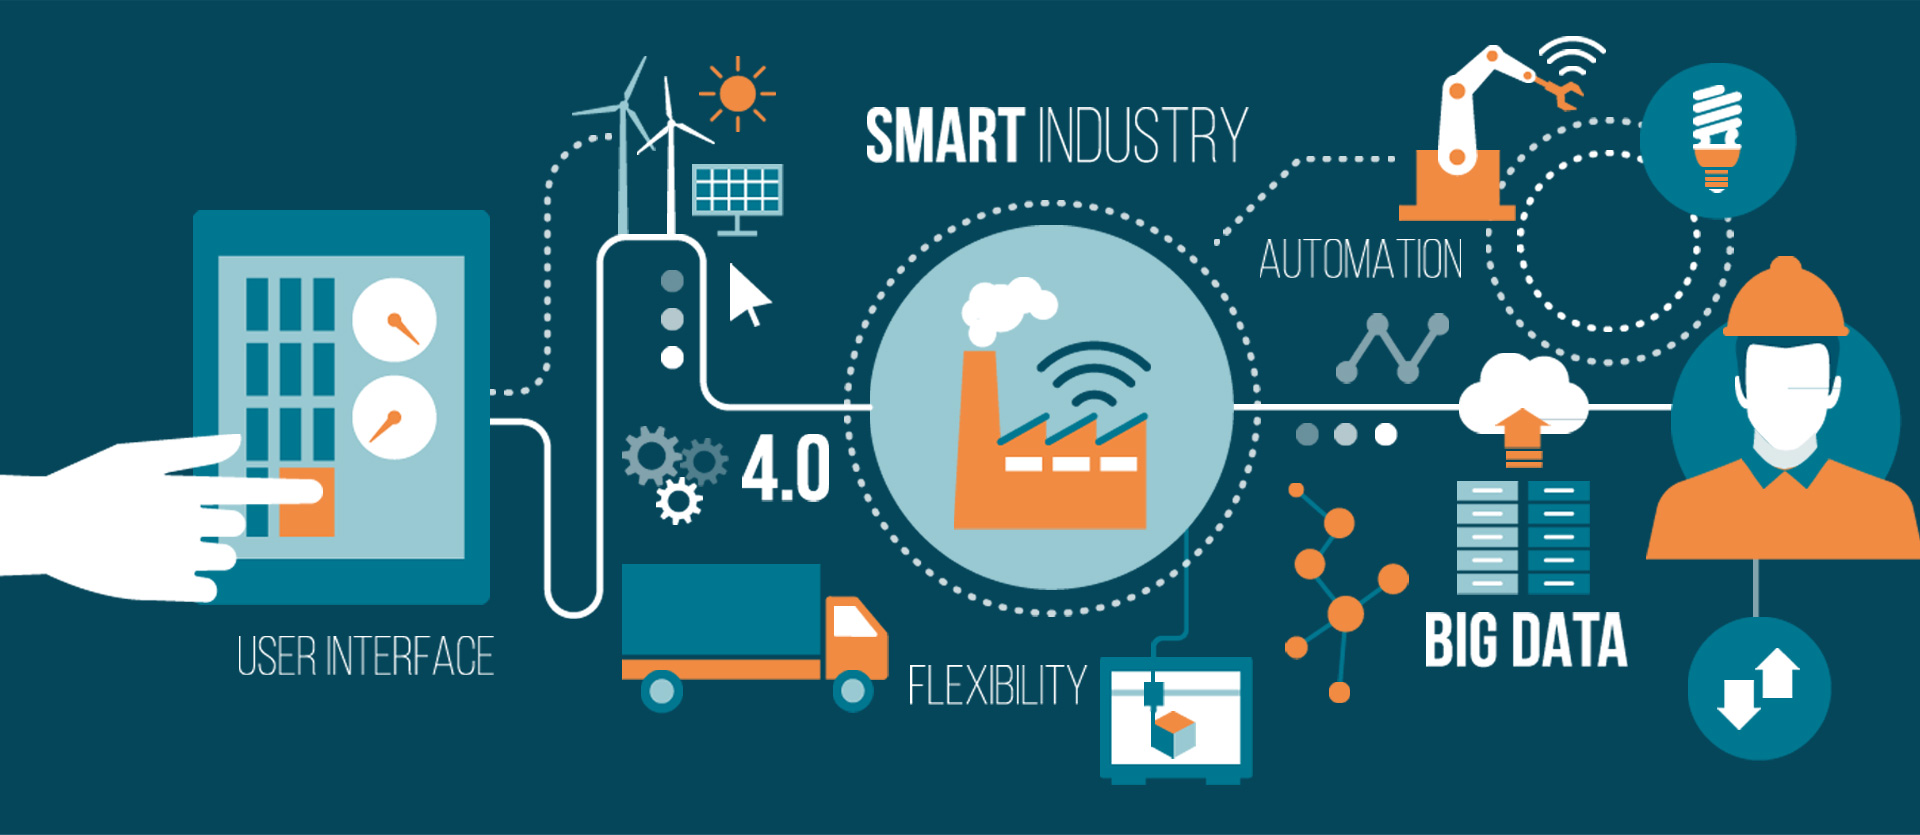 SMART INDUSTRY
AUTOMATION
4.0
USER INTERFACE
FLEXIBILITY
BIG DATA